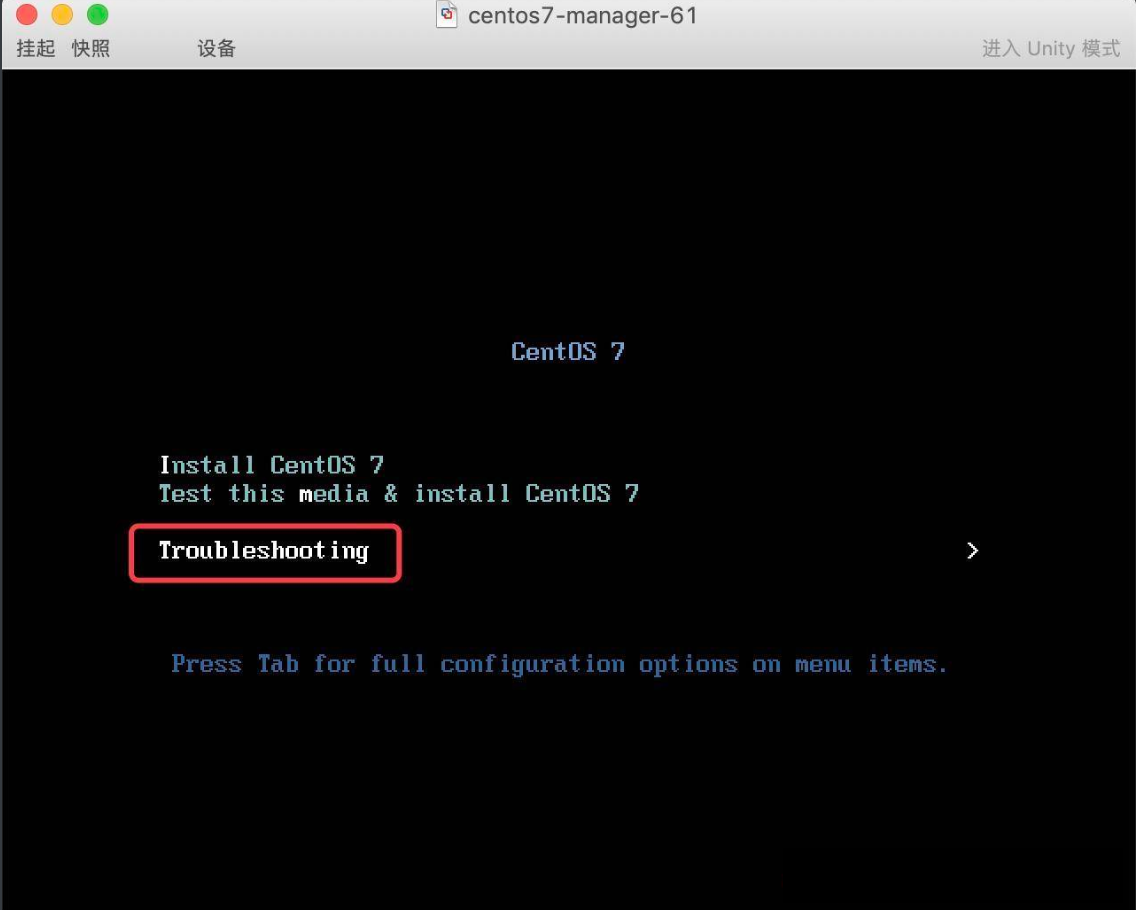 centos7-manager-61
挂起 快照 设备 进入 Unity 模式
CentOS 7
Install CentOS 7
Test this media & install CentOS 7
Troubleshooting >
Press Tab for full configuration options on menu items.